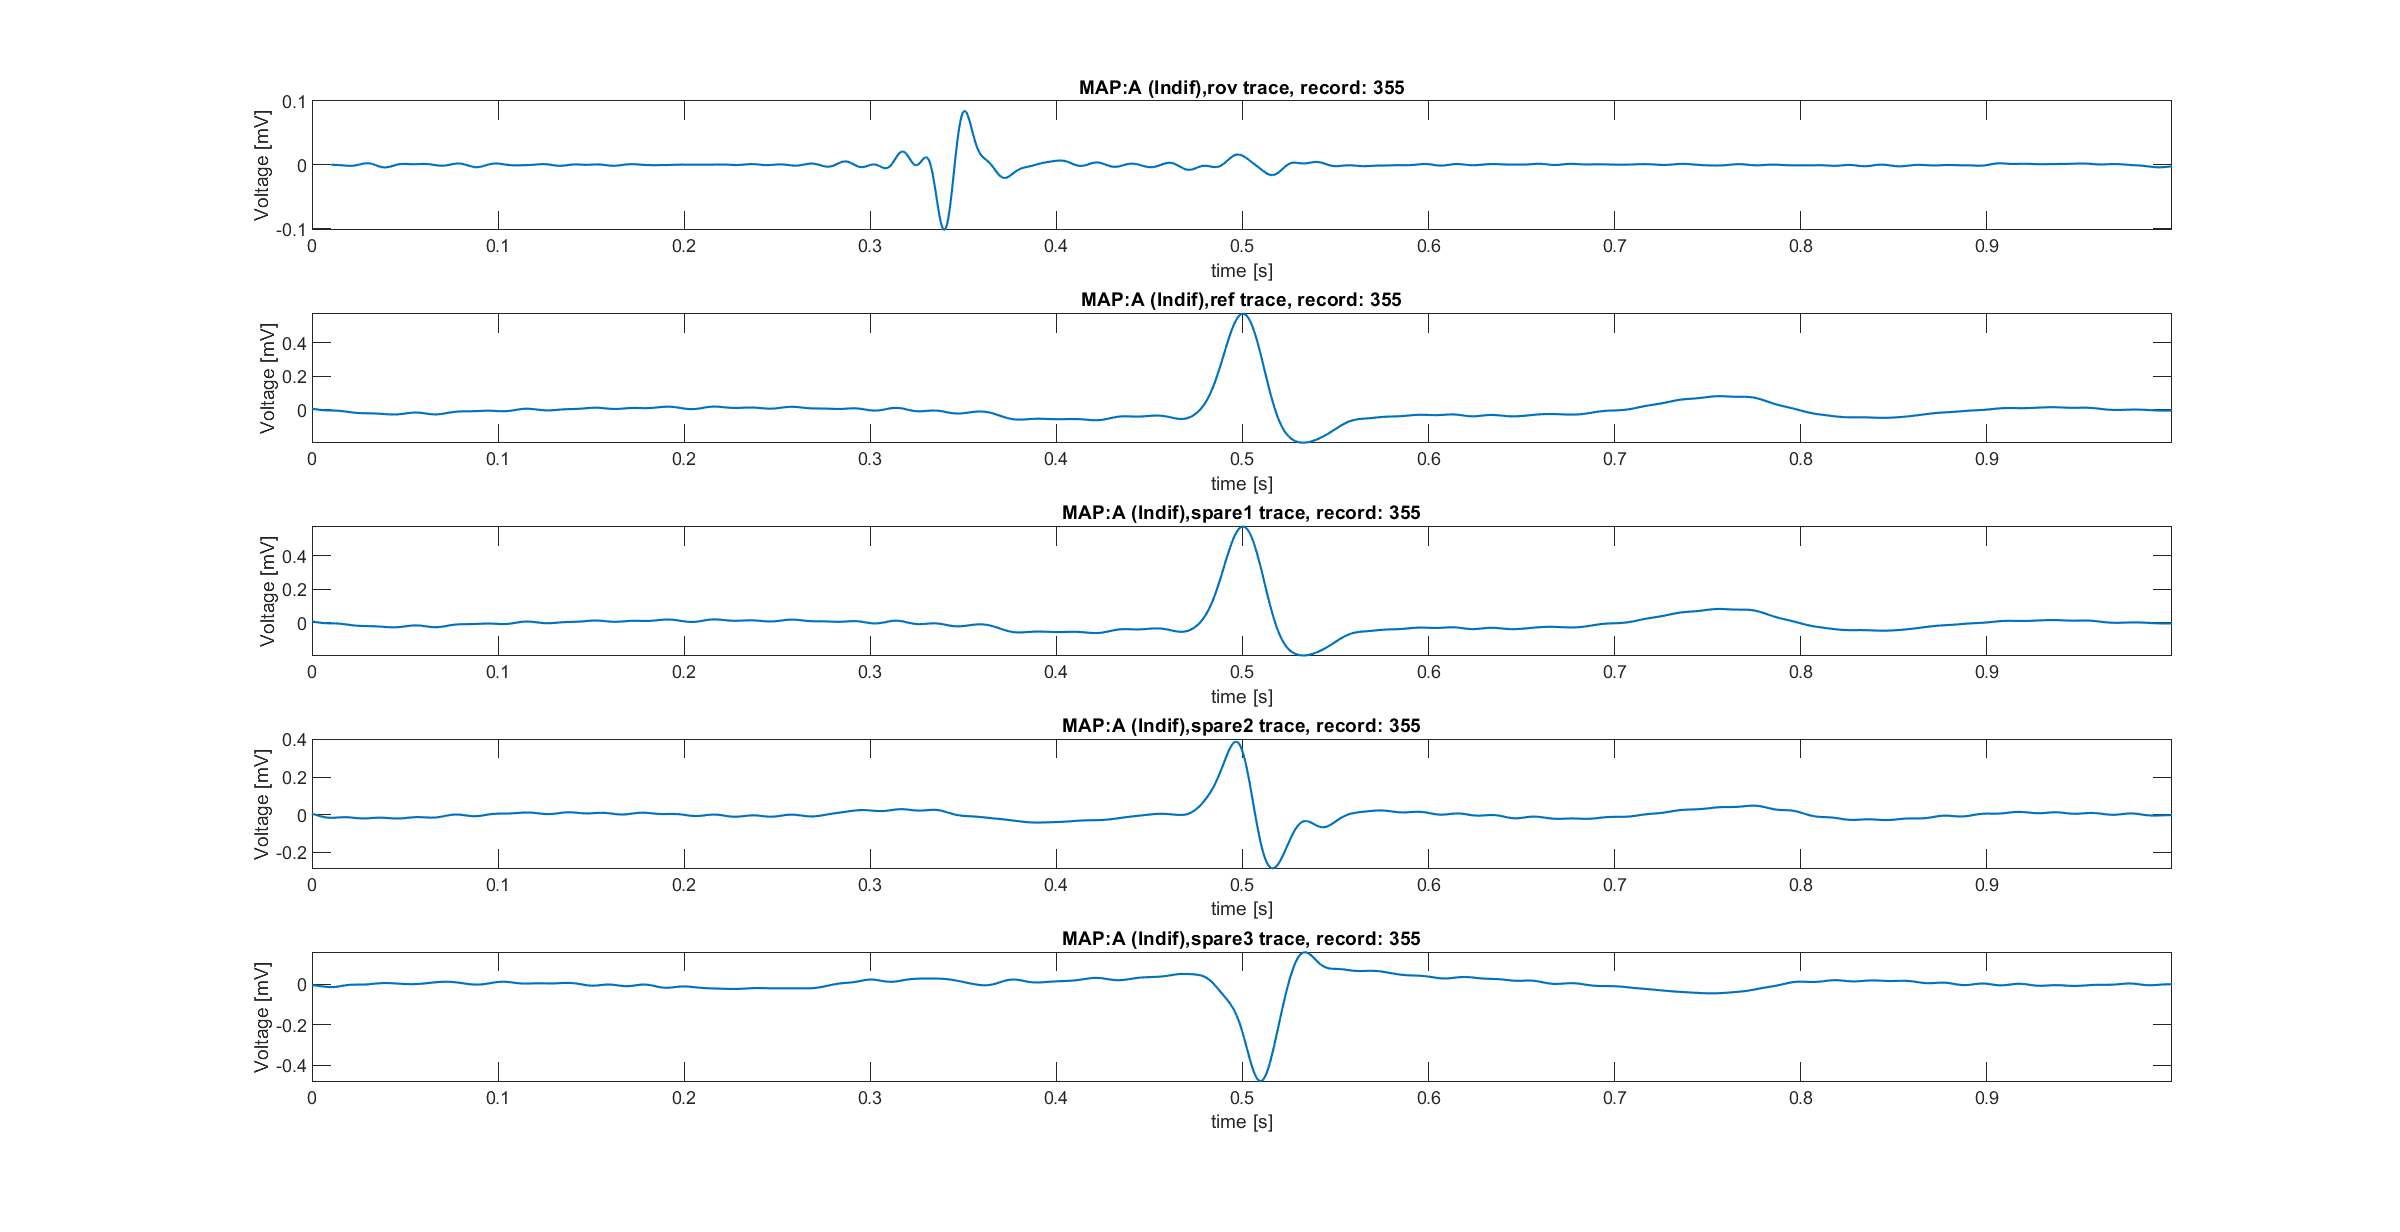 MAP:A (Indif),rov trace, record: 355
Voltage [mV]
0.1
0
-0.1
0 0.1 0.2 0.3 0.4 0.5 0.6 0.7 0.8 0.9
time [s]
MAP:A (Indif),ref trace, record: 355
Voltage [mV]
0.4
0.2
0
0 0.1 0.2 0.3 0.4 0.5 0.6 0.7 0.8 0.9
time [s]
MAP:A (Indif),spare1 trace, record: 355
Voltage [mV]
0.4
0.2
0
0 0.1 0.2 0.3 0.4 0.5 0.6 0.7 0.8 0.9
time [s]
MAP:A (Indif),spare2 trace, record: 355
Voltage [mV]
0.4
0.2
0
-0.2
0 0.1 0.2 0.3 0.4 0.5 0.6 0.7 0.8 0.9
time [s]
MAP:A (Indif),spare3 trace, record: 355
Voltage [mV]
0
-0.2
-0.4
0 0.1 0.2 0.3 0.4 0.5 0.6 0.7 0.8 0.9
time [s]